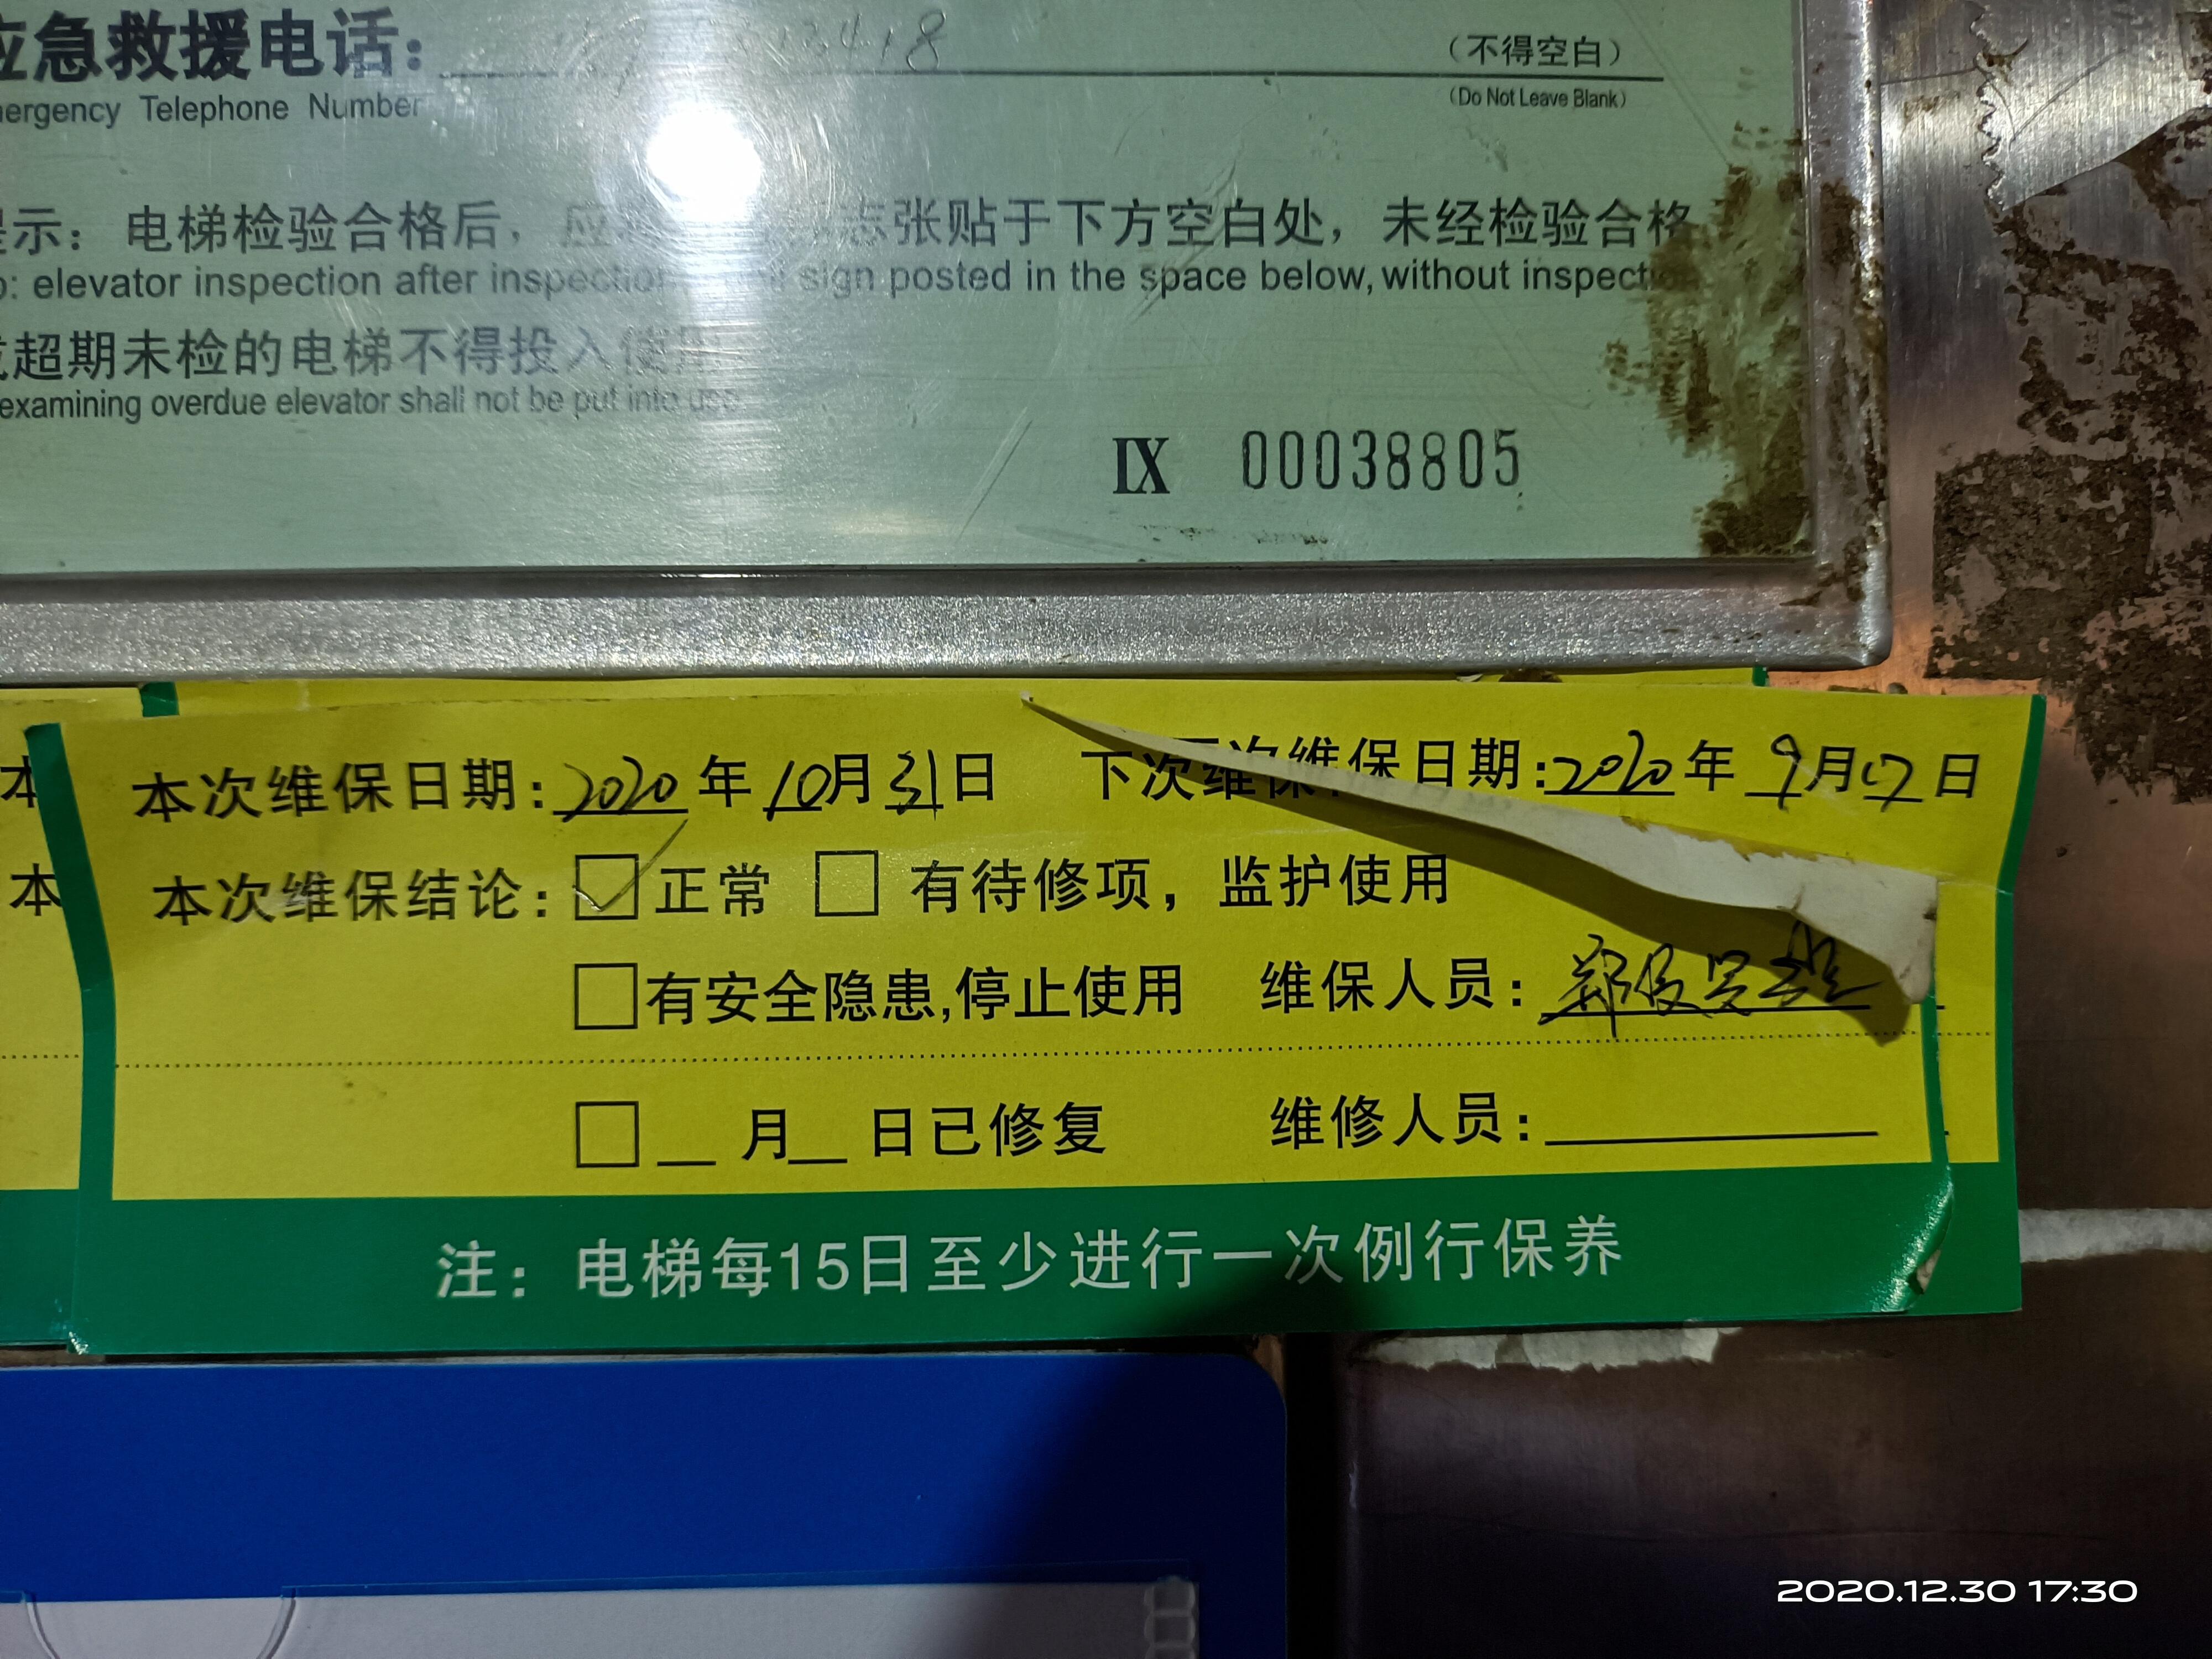 应急救援电话：
（不得空白）
Emergency Telephone Number
(Do Not Leave Blank)
提示：电梯检验合格后，应 志张贴于下方空白处，未经检验合格
elevator inspection after inspection sign posted in the space below, without inspection
或超期未检的电梯不得投入使用
examining overdue elevator shall not be put into use
IX 00038805
本次维保日期:2020年10月31日 下次维保日期:2020年9月17日
本
本次维保结论: 正常 有待修项，监护使用
本
有安全隐患,停止使用 维保人员:
月 日已修复 维修人员:
注：电梯每15日至少进行一次例行保养
2020.12.30 17:30